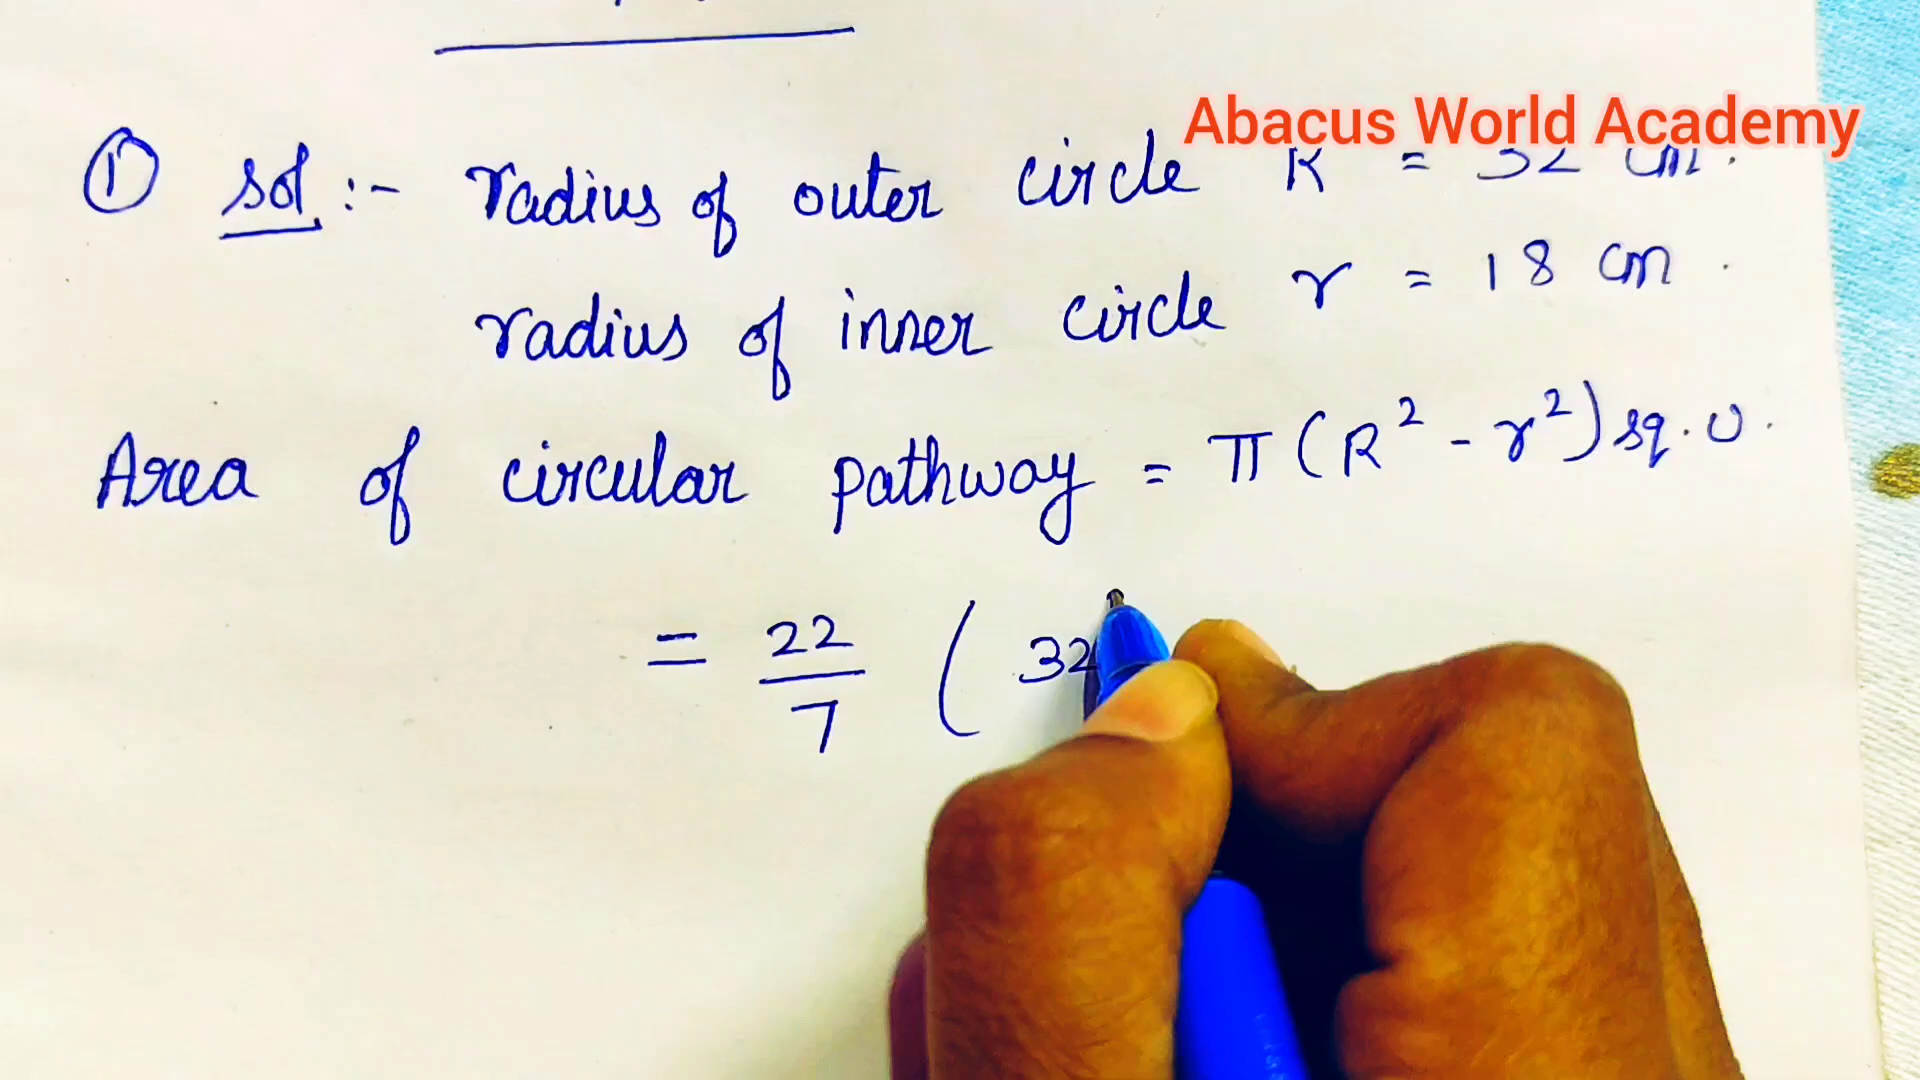 Abacus World Academy
① Sol :- radius of outer circle R = 32 cm.
radius of inner circle r = 18 cm.
Area of circular pathway = π (R² - r²) sq. U.
= 22/7 ( 32